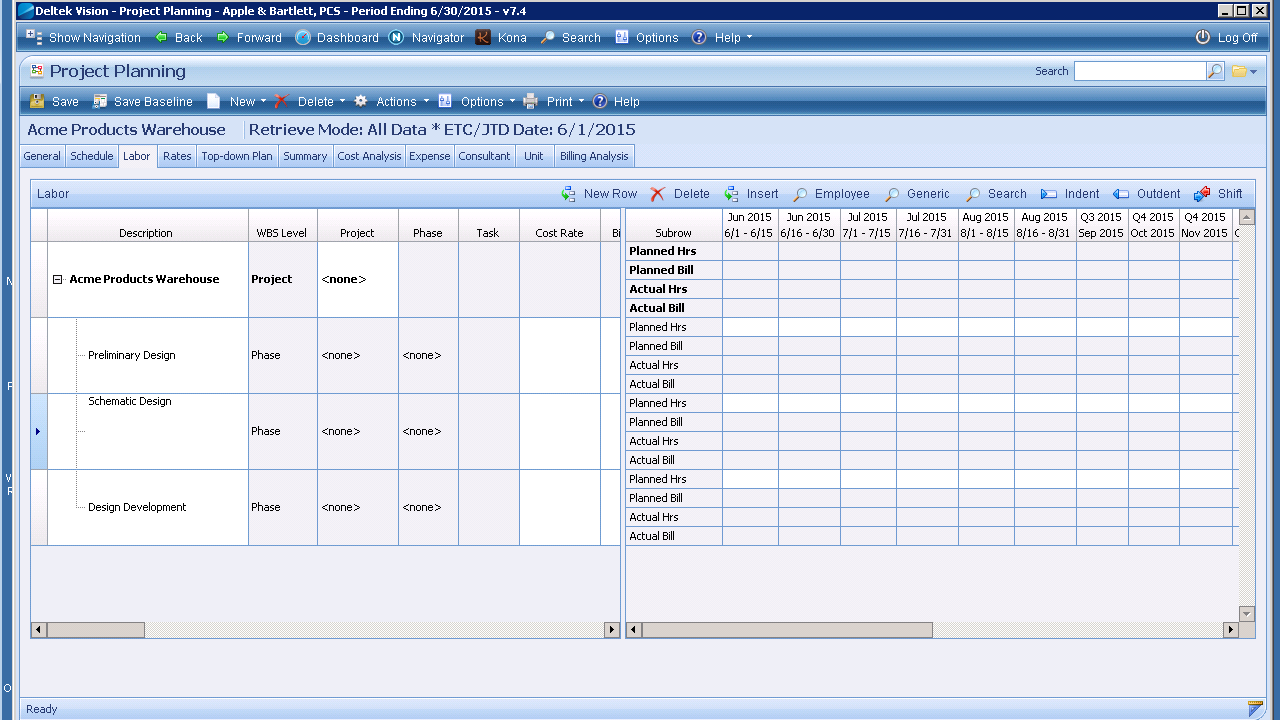 Deltek Vision - Project Planning - Apple & Bartlett, PCS - Period Ending 6/30/2015 - v7.4
Show Navigation Back Forward Dashboard Navigator Kona Search Options Help Log Off
Project Planning Search
Save Save Baseline New Delete Actions Options Print Help
Acme Products Warehouse Retrieve Mode: All Data * ETC/JTD Date: 6/1/2015
General Schedule Labor Rates Top-down Plan Summary Cost Analysis Expense Consultant Unit Billing Analysis
Labor New Row Delete Insert Employee Generic Search Indent Outdent Shift
Jun 2015 Jun 2015 Jul 2015 Jul 2015 Aug 2015 Aug 2015 Q3 2015 Q4 2015 Q4 2015
Description WBS Level Project Phase Task Cost Rate Bi Subrow 6/1 - 6/15 6/16 - 6/30 7/1 - 7/15 7/16 - 7/31 8/1 - 8/15 8/16 - 8/31 Sep 2015 Oct 2015 Nov 2015
Planned Hrs
Planned Bill
Acme Products Warehouse Project <none>
Actual Hrs
Actual Bill
Planned Hrs
Planned Bill
Preliminary Design Phase <none> <none>
Actual Hrs
Actual Bill
Schematic Design Planned Hrs
Planned Bill
Phase <none> <none>
Actual Hrs
Actual Bill
Planned Hrs
Planned Bill
Design Development Phase <none> <none>
Actual Hrs
Actual Bill
Ready